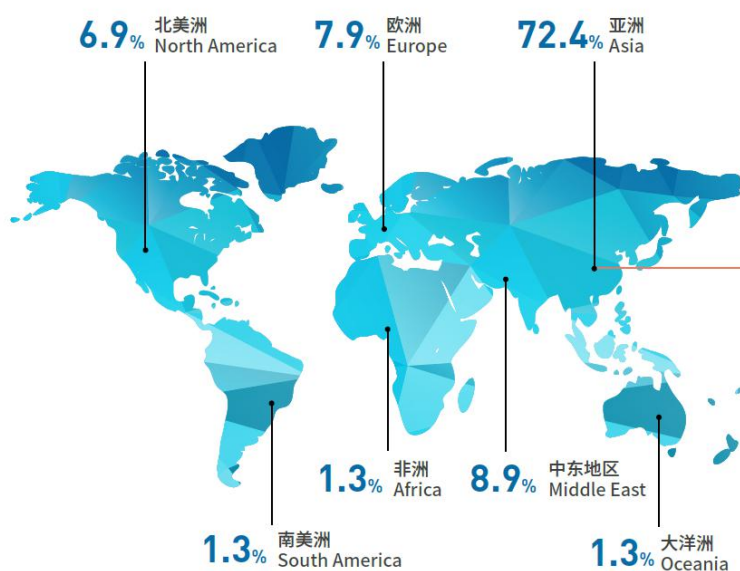 6.9% 北美洲
North America
7.9% 欧洲
Europe
72.4% 亚洲
Asia
1.3% 非洲
Africa
8.9% 中东地区
Middle East
1.3% 南美洲
South America
1.3% 大洋洲
Oceania